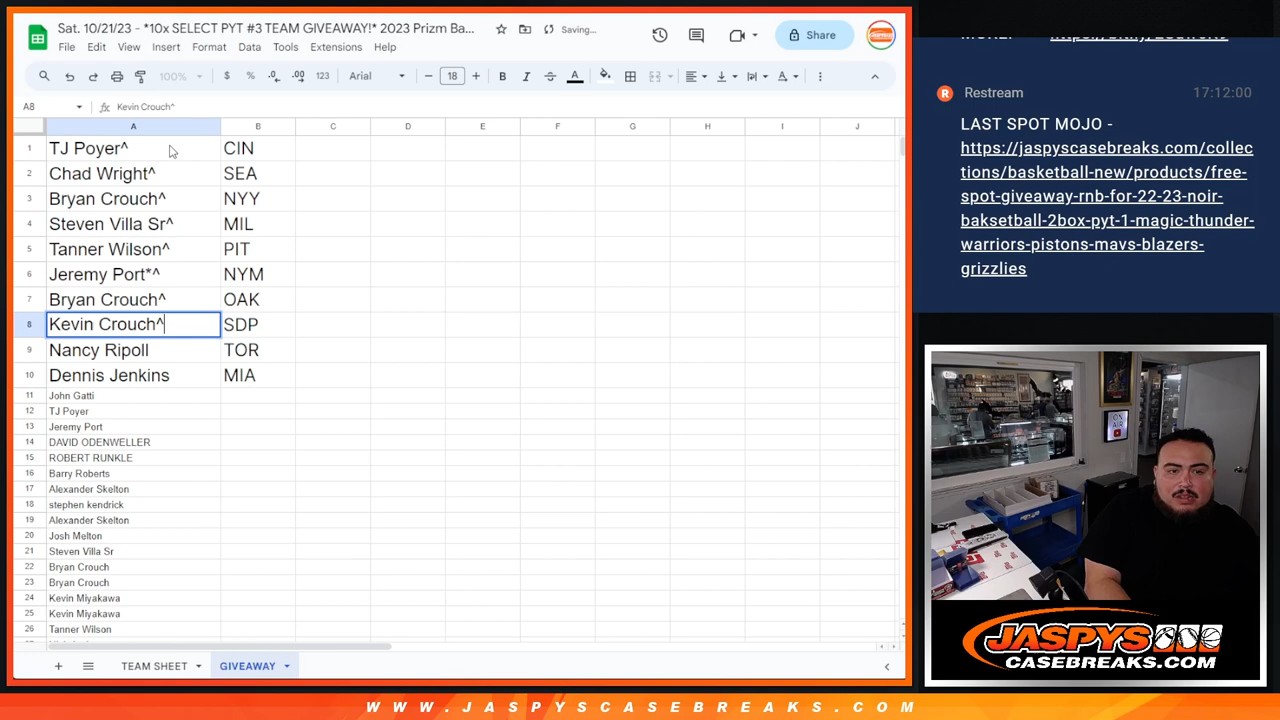 Sat. 10/21/23 - *10x SELECT PYT #3 TEAM GIVEAWAY!* 2023 Prizm Ba...
Saving...
File Edit View Insert Format Data Tools Extensions Help
Share
100% $ % .0 .00 123 Arial 18 B I A
A8 Kevin Crouch^
A B C D E F G H I J
1 TJ Poyer^ CIN
2 Chad Wright^ SEA
3 Bryan Crouch^ NYY
4 Steven Villa Sr^ MIL
5 Tanner Wilson^ PIT
6 Jeremy Port*^ NYM
7 Bryan Crouch^ OAK
8 Kevin Crouch^ SDP
9 Nancy Ripoll TOR
10 Dennis Jenkins MIA
11 John Gatti
12 TJ Poyer
13 Jeremy Port
14 DAVID ODENWELLER
15 ROBERT RUNKLE
16 Barry Roberts
17 Alexander Skelton
18 stephen kendrick
19 Alexander Skelton
20 Josh Melton
21 Steven Villa Sr
22 Bryan Crouch
23 Bryan Crouch
24 Kevin Miyakawa
25 Kevin Miyakawa
26 Tanner Wilson
TEAM SHEET GIVEAWAY
R Restream 17:12:00
LAST SPOT MOJO -
https://jaspyscasebreaks.com/collec
tions/basketball-new/products/free-
spot-giveaway-rnb-for-22-23-noir-
baksetball-2box-pyt-1-magic-thunder-
warriors-pistons-mavs-blazers-
grizzlies
ON
AIR
JASPYS
CASEBREAKS.COM
WWW.JASPYSCASEBREAKS.COM